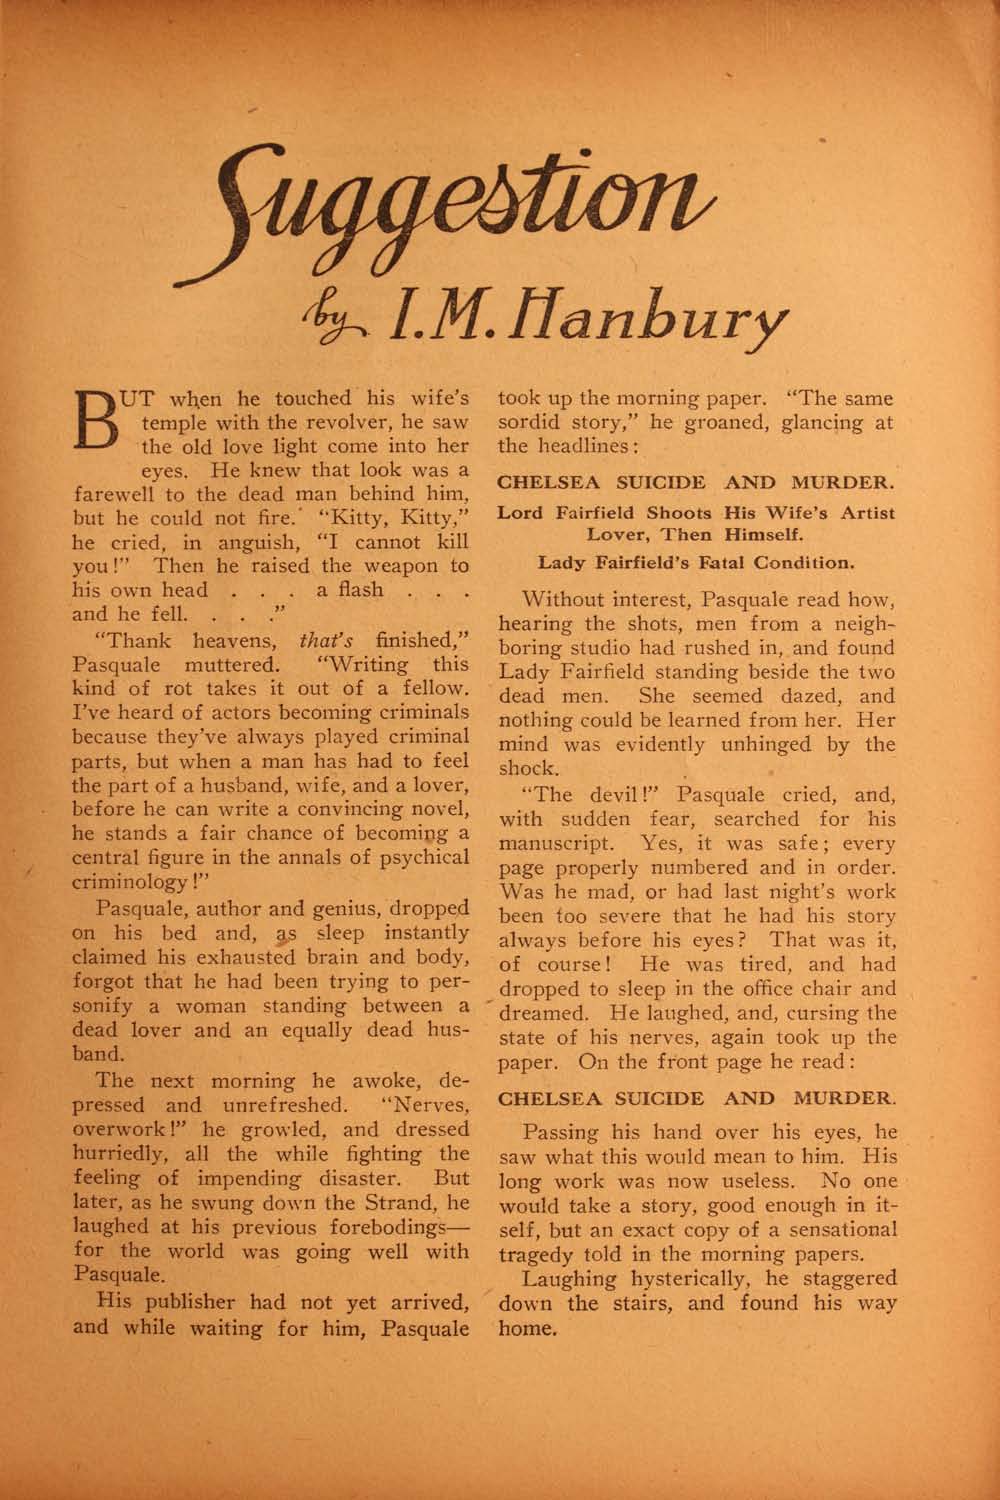 Suggestion
by I.M. Hanbury
BUT when he touched his wife's
temple with the revolver, he saw
the old love light come into her
eyes. He knew that look was a
farewell to the dead man behind him,
but he could not fire. "Kitty, Kitty,"
he cried, in anguish, "I cannot kill
you!" Then he raised the weapon to
his own head . . . a flash . . .
and he fell. . . ."
"Thank heavens, that's finished,"
Pasquale muttered. "Writing this
kind of rot takes it out of a fellow.
I've heard of actors becoming criminals
because they've always played criminal
parts, but when a man has had to feel
the part of a husband, wife, and a lover,
before he can write a convincing novel,
he stands a fair chance of becoming a
central figure in the annals of psychical
criminology!"
Pasquale, author and genius, dropped
on his bed and, as sleep instantly
claimed his exhausted brain and body,
forgot that he had been trying to per-
sonify a woman standing between a
dead lover and an equally dead hus-
band.
The next morning he awoke, de-
pressed and unrefreshed. "Nerves,
overwork!" he growled, and dressed
hurriedly, all the while fighting the
feeling of impending disaster. But
later, as he swung down the Strand, he
laughed at his previous forebodings—
for the world was going well with
Pasquale.
His publisher had not yet arrived,
and while waiting for him, Pasquale
took up the morning paper. "The same
sordid story," he groaned, glancing at
the headlines:
CHELSEA SUICIDE AND MURDER.
Lord Fairfield Shoots His Wife's Artist
Lover, Then Himself.
Lady Fairfield's Fatal Condition.
Without interest, Pasquale read how,
hearing the shots, men from a neigh-
boring studio had rushed in, and found
Lady Fairfield standing beside the two
dead men. She seemed dazed, and
nothing could be learned from her. Her
mind was evidently unhinged by the
shock.
"The devil!" Pasquale cried, and,
with sudden fear, searched for his
manuscript. Yes, it was safe; every
page properly numbered and in order.
Was he mad, or had last night's work
been too severe that he had his story
always before his eyes? That was it,
of course! He was tired, and had
dropped to sleep in the office chair and
dreamed. He laughed, and, cursing the
state of his nerves, again took up the
paper. On the front page he read:
CHELSEA SUICIDE AND MURDER.
Passing his hand over his eyes, he
saw what this would mean to him. His
long work was now useless. No one
would take a story, good enough in it-
self, but an exact copy of a sensational
tragedy told in the morning papers.
Laughing hysterically, he staggered
down the stairs, and found his way
home.